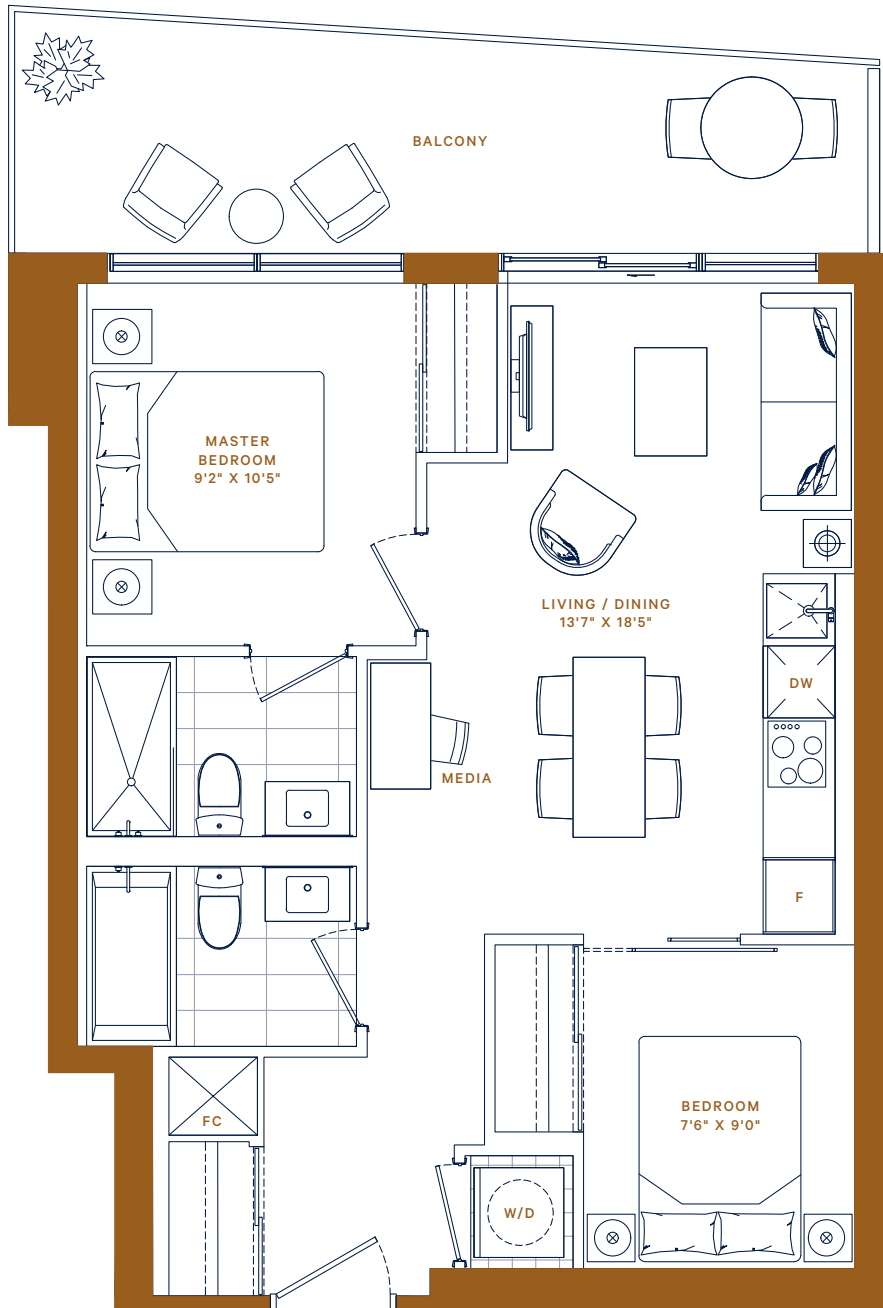 BALCONY
MASTER
BEDROOM
9'2" X 10'5"
LIVING / DINING
13'7" X 18'5"
DW
MEDIA
F
BEDROOM
7'6" X 9'0"
FC
W/D